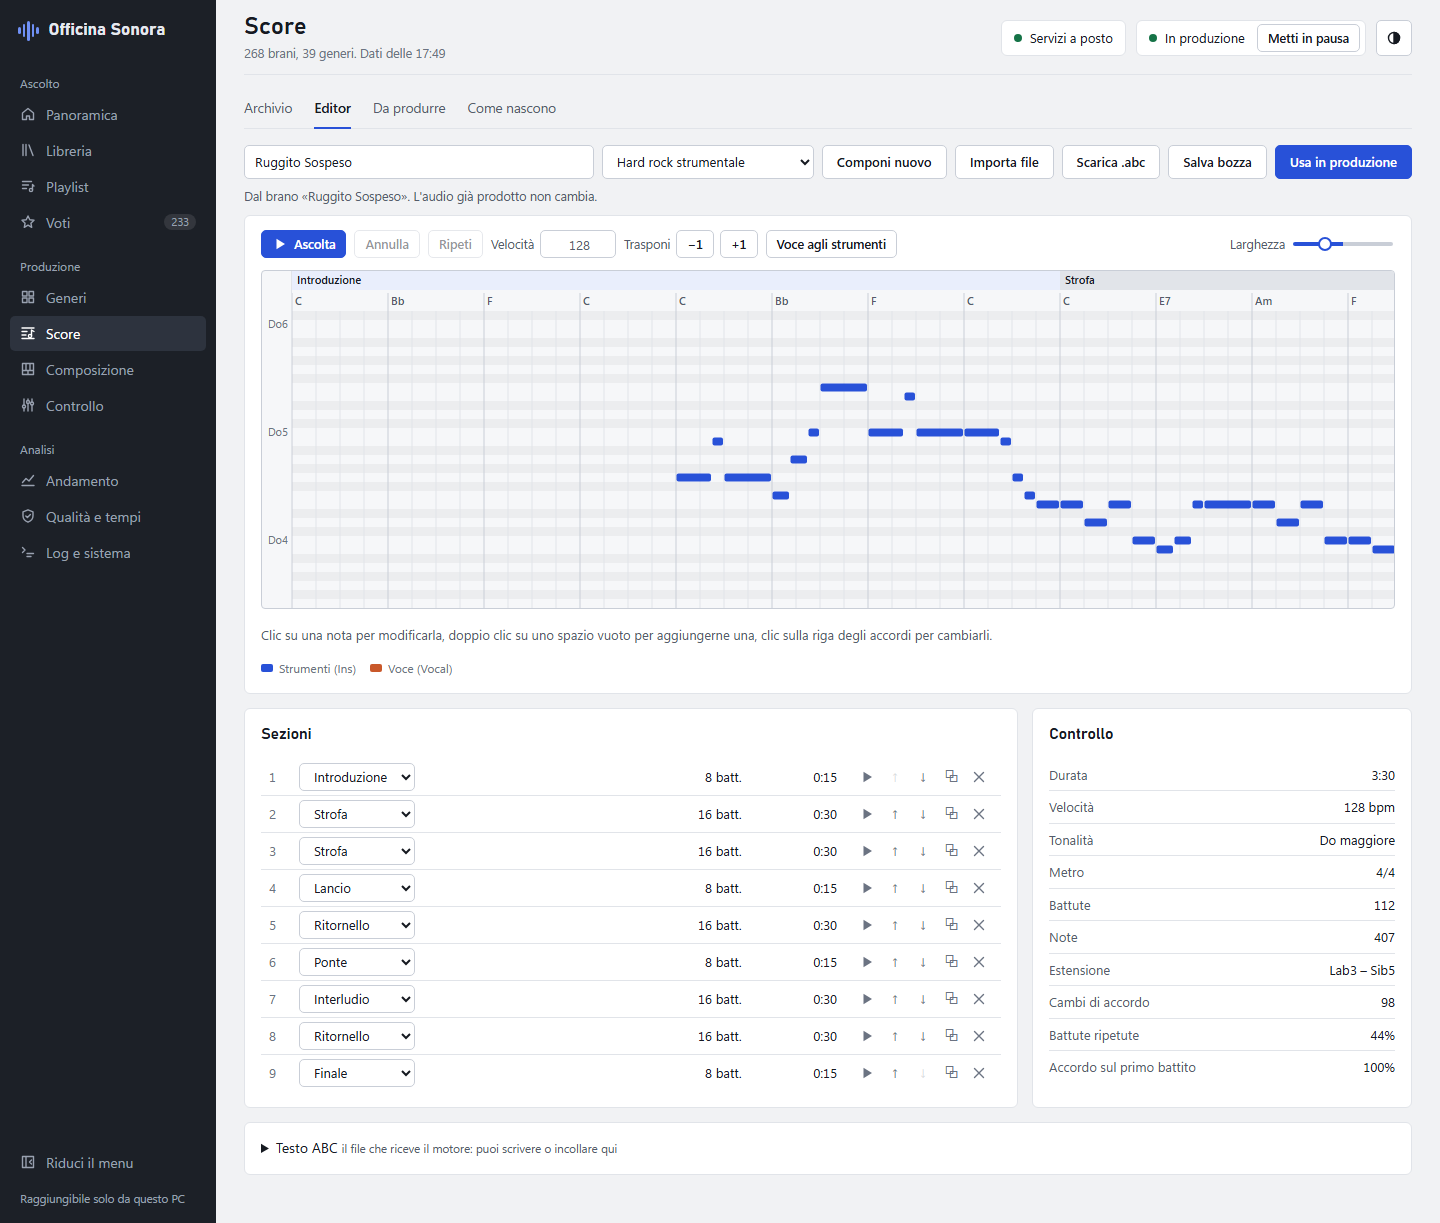 Officina Sonora
Ascolto
Panoramica
Libreria
Playlist
Voti 233
Produzione
Generi
Score
Composizione
Controllo
Analisi
Andamento
Qualità e tempi
Log e sistema
Riduci il menu
Raggiungibile solo da questo PC
Score
268 brani, 39 generi. Dati delle 17:49
Servizi a posto
In produzione Metti in pausa
Archivio Editor Da produrre Come nascono
Ruggito Sospeso Hard rock strumentale Componi nuovo Importa file Scarica .abc Salva bozza Usa in produzione
Dal brano «Ruggito Sospeso». L'audio già prodotto non cambia.
Ascolta Annulla Ripeti Velocità 128 Trasponi −1 +1 Voce agli strumenti Larghezza
Introduzione Strofa
C Bb F C C Bb F C C E7 Am F
Do6
Do5
Do4
Clic su una nota per modificarla, doppio clic su uno spazio vuoto per aggiungerne una, clic sulla riga degli accordi per cambiarli.
Strumenti (Ins) Voce (Vocal)
Sezioni
1 Introduzione 8 batt. 0:15
2 Strofa 16 batt. 0:30
3 Strofa 16 batt. 0:30
4 Lancio 8 batt. 0:15
5 Ritornello 16 batt. 0:30
6 Ponte 8 batt. 0:15
7 Interludio 16 batt. 0:30
8 Ritornello 16 batt. 0:30
9 Finale 8 batt. 0:15
Controllo
Durata 3:30
Velocità 128 bpm
Tonalità Do maggiore
Metro 4/4
Battute 112
Note 407
Estensione Lab3 – Sib5
Cambi di accordo 98
Battute ripetute 44%
Accordo sul primo battito 100%
Testo ABC il file che riceve il motore: puoi scrivere o incollare qui